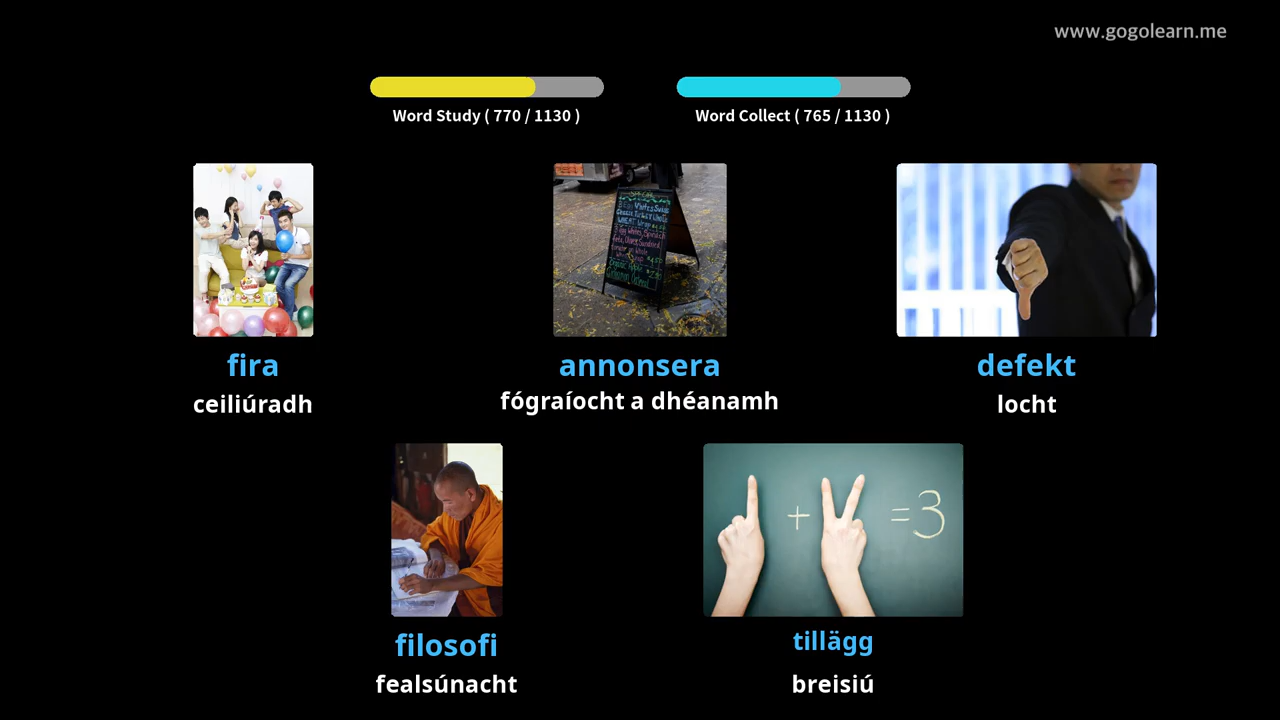 www.gogolearn.me
Word Study ( 770 / 1130 )
Word Collect ( 765 / 1130 )
fira
ceiliúradh
annonsera
fógraíocht a dhéanamh
defekt
locht
+ =3
filosofi
fealsúnacht
tillägg
breisiú